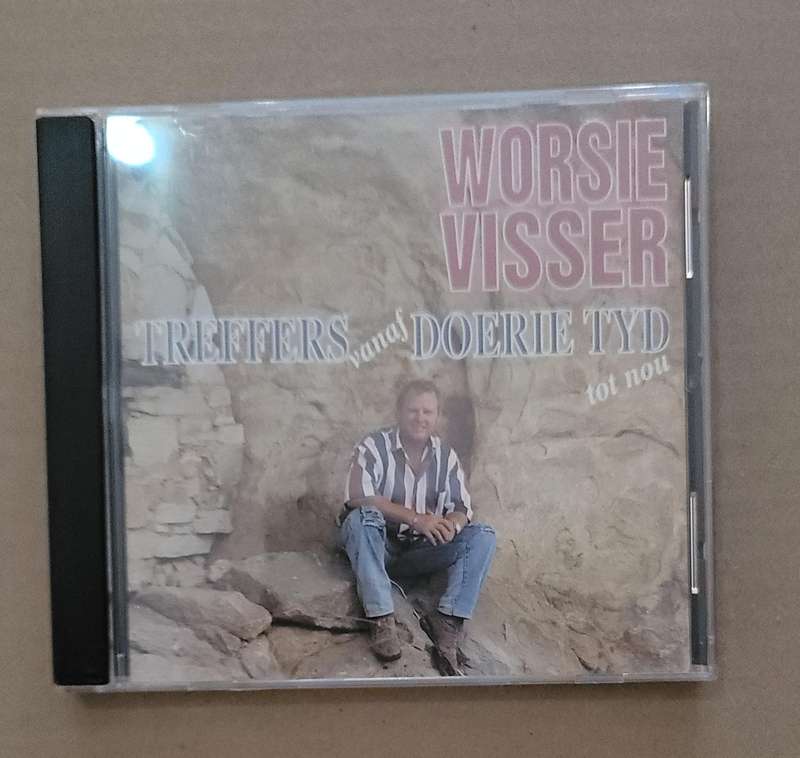 WORSIE
VISSER
TREFFERS vanaf DOERIE TYD
tot nou